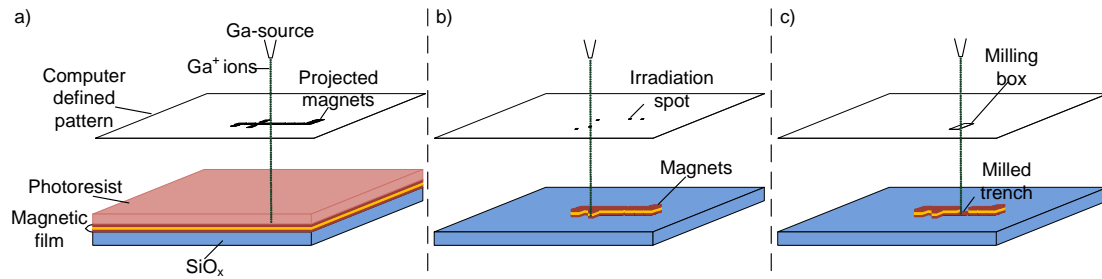 a)
Ga-source
Ga⁺ ions
Computer
defined
pattern
Projected
magnets
Photoresist
Magnetic
film
SiOₓ
b)
Irradiation
spot
Magnets
c)
Milling
box
Milled
trench